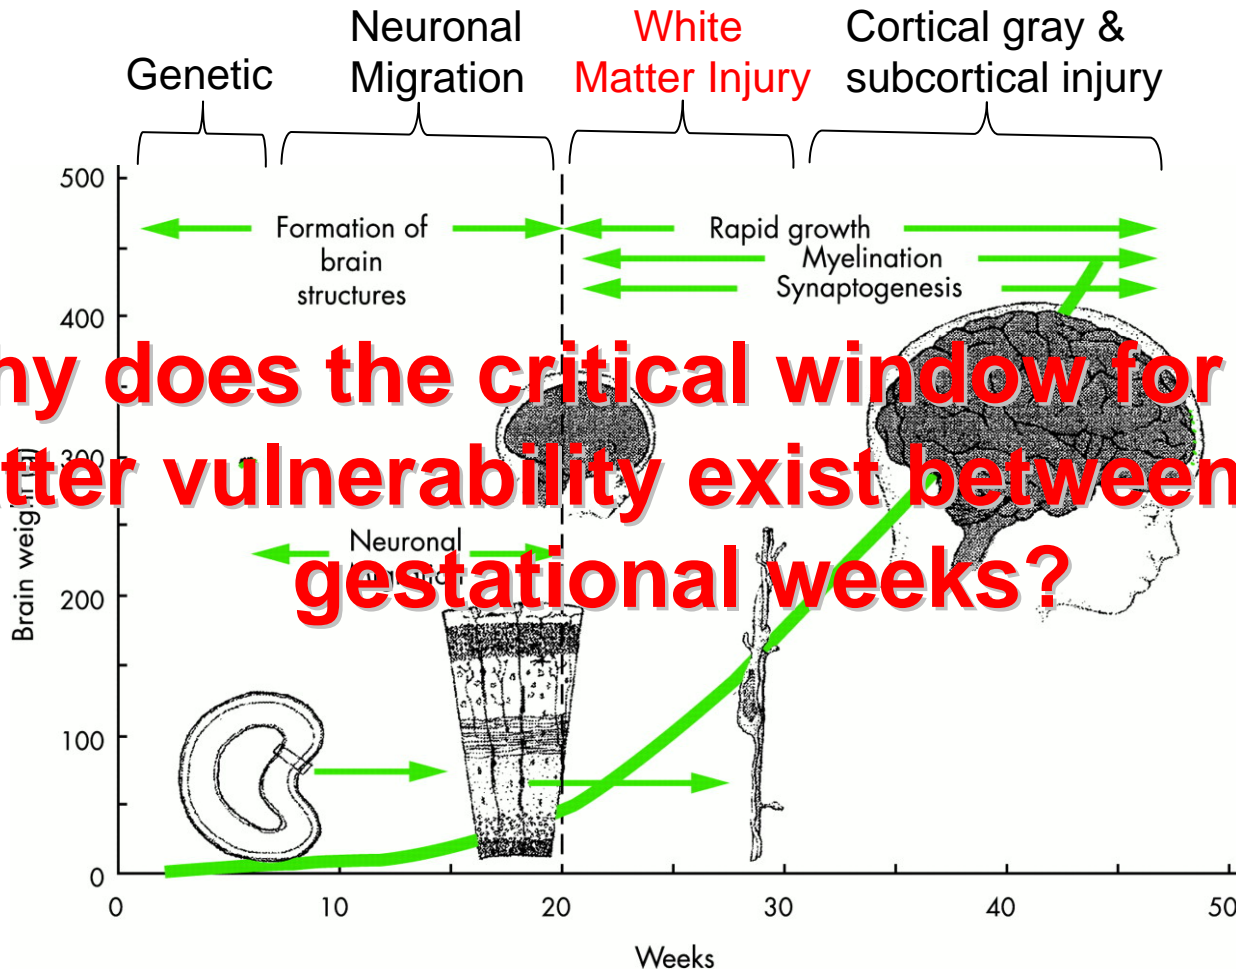 Genetic
Neuronal
Migration
White
Matter Injury
Cortical gray &
subcortical injury
500
400
300
200
100
0
Brain weight
Formation of
brain
structures
Rapid growth
Myelination
Synaptogenesis
hy does the critical window for
tter vulnerability exist between
gestational weeks?
Neuronal
0
10
20
30
40
50
Weeks